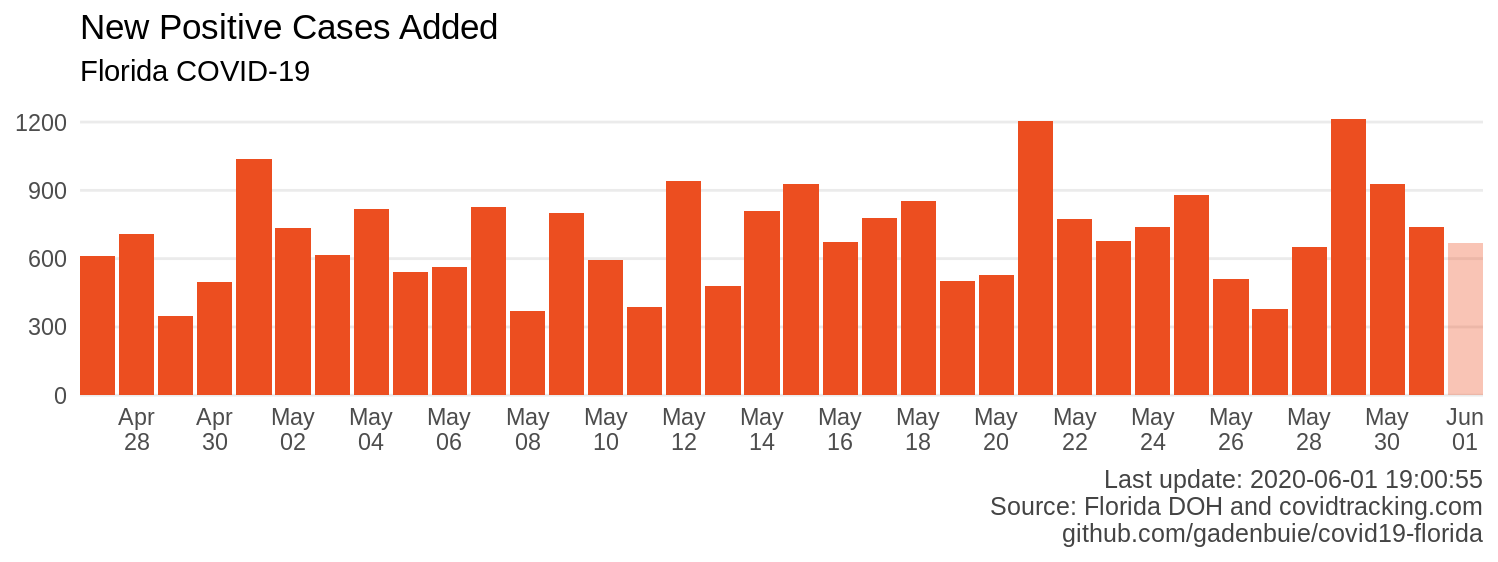 New Positive Cases Added
Florida COVID-19
1200
900
600
300
0
Apr Apr May May May May May May May May May May May May May May May Jun
28 30 02 04 06 08 10 12 14 16 18 20 22 24 26 28 30 01
Last update: 2020-06-01 19:00:55
Source: Florida DOH and covidtracking.com
github.com/gadenbuie/covid19-florida